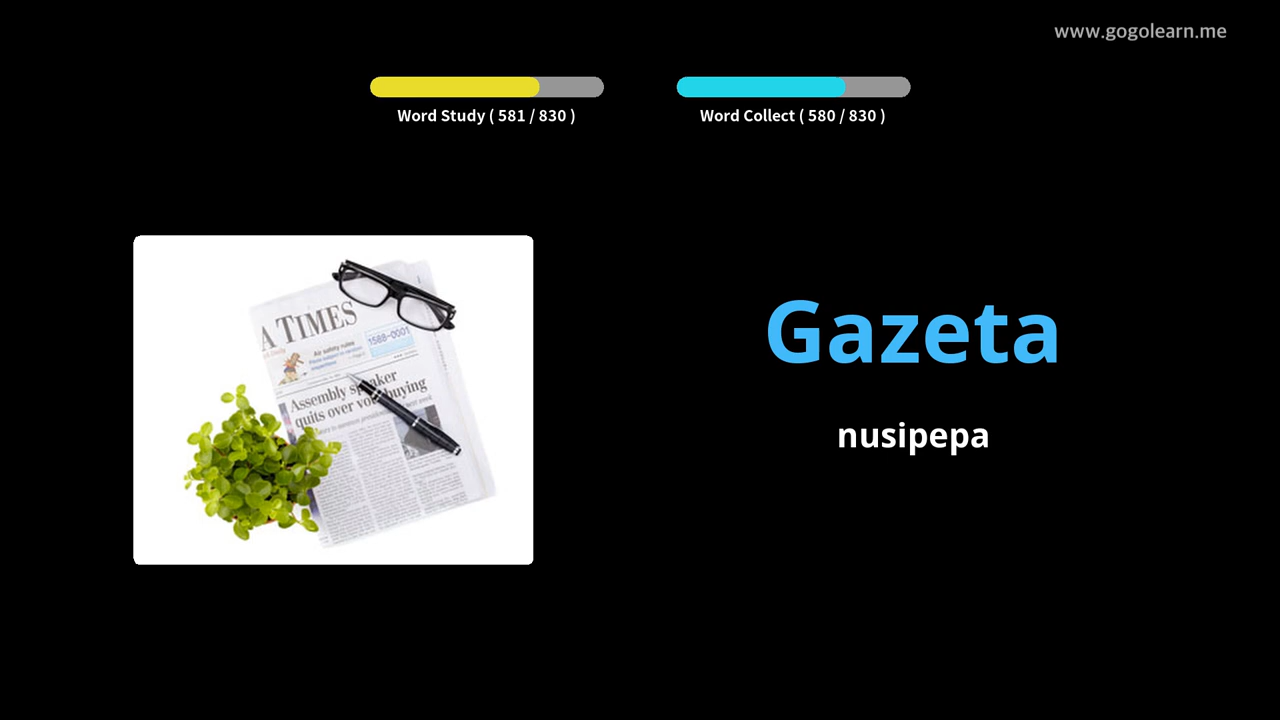 www.gogolearn.me
Word Study ( 581 / 830 )
Word Collect ( 580 / 830 )
A TIMES
Air safety rules
1588-0001
Assembly speaker
quits over vote buying
Gazeta
nusipepa